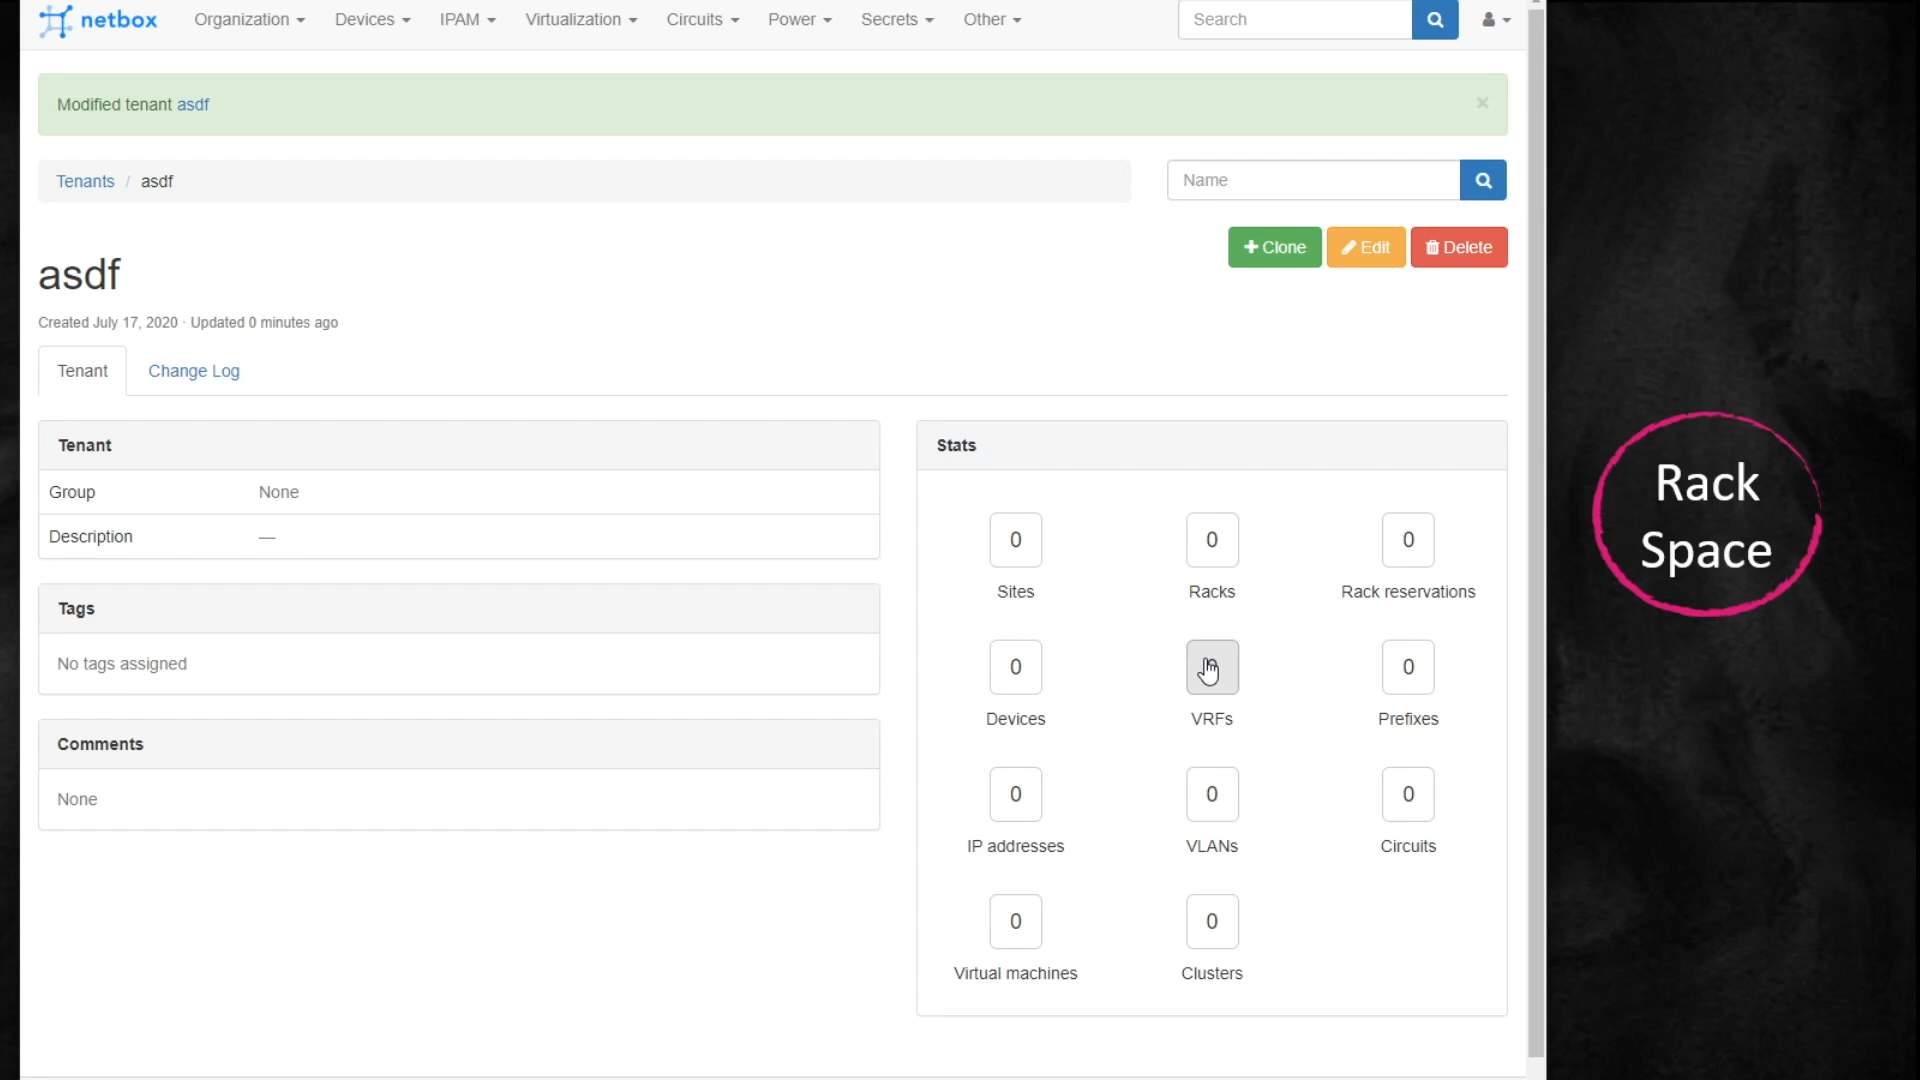 netbox Organization Devices IPAM Virtualization Circuits Power Secrets Other Search
Modified tenant asdf ×
Tenants / asdf Name
Clone Edit Delete
asdf
Created July 17, 2020 · Updated 0 minutes ago
Tenant Change Log
Tenant
Group None
Description —
Tags
No tags assigned
Comments
None
Stats
0 0 0
Sites Racks Rack reservations
0 0
Devices VRFs Prefixes
0 0 0
IP addresses VLANs Circuits
0 0
Virtual machines Clusters
Rack
Space